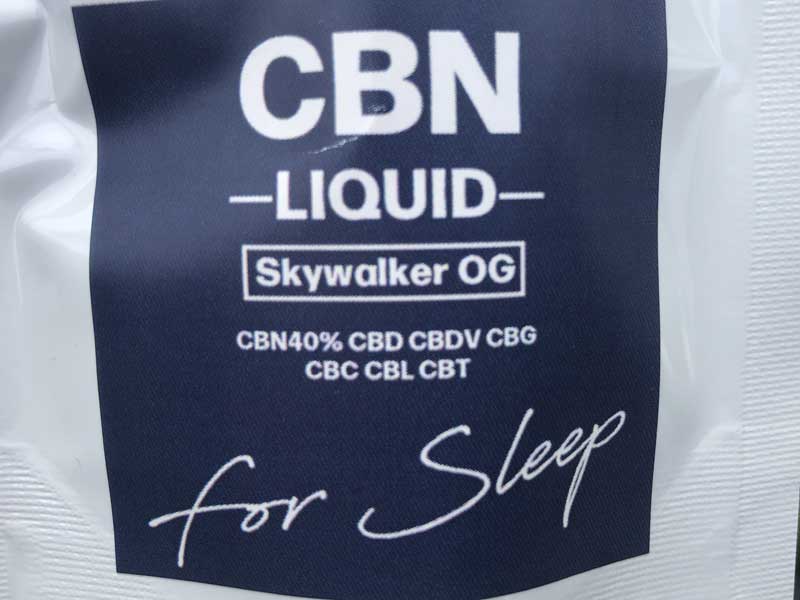 CBN
LIQUID
Skywalker OG
CBN40% CBD CBDV CBG
CBC CBL CBT
for Sleep